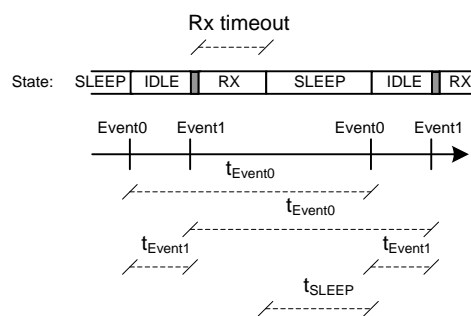 Rx timeout
State: SLEEP IDLE RX SLEEP IDLE RX
Event0 Event1 Event0 Event1
tEvent0
tEvent0
tEvent1 tEvent1
tSLEEP